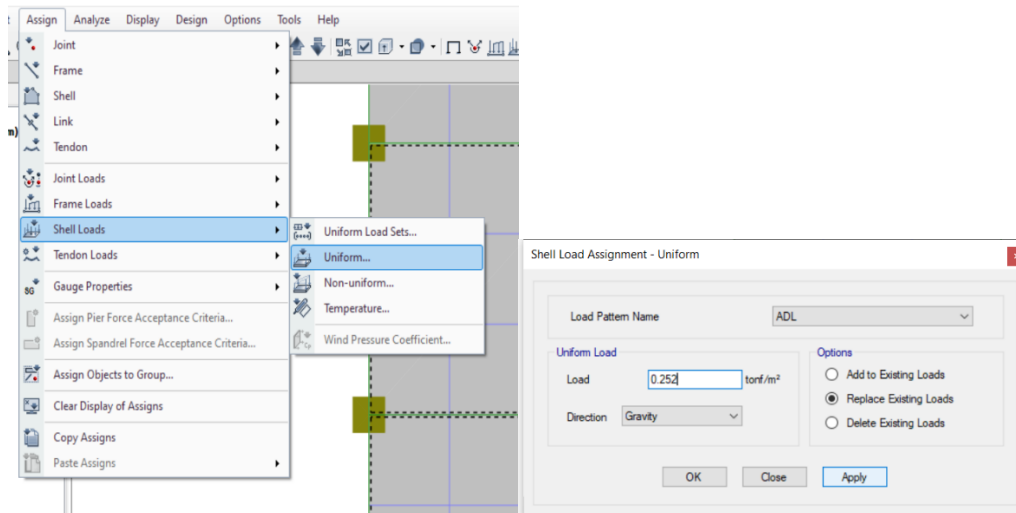 Assign Analyze Display Design Options Tools Help
Joint
Frame
Shell
Link
Tendon
Joint Loads
Frame Loads
Shell Loads
Tendon Loads
Gauge Properties
Assign Pier Force Acceptance Criteria...
Assign Spandrel Force Acceptance Criteria...
Assign Objects to Group...
Clear Display of Assigns
Copy Assigns
Paste Assigns
Uniform Load Sets...
Uniform...
Non-uniform...
Temperature...
Wind Pressure Coefficient...
Shell Load Assignment - Uniform
Load Pattern Name ADL
Uniform Load
Load 0.252 tonf/m²
Direction Gravity
Options
Add to Existing Loads
Replace Existing Loads
Delete Existing Loads
OK Close Apply